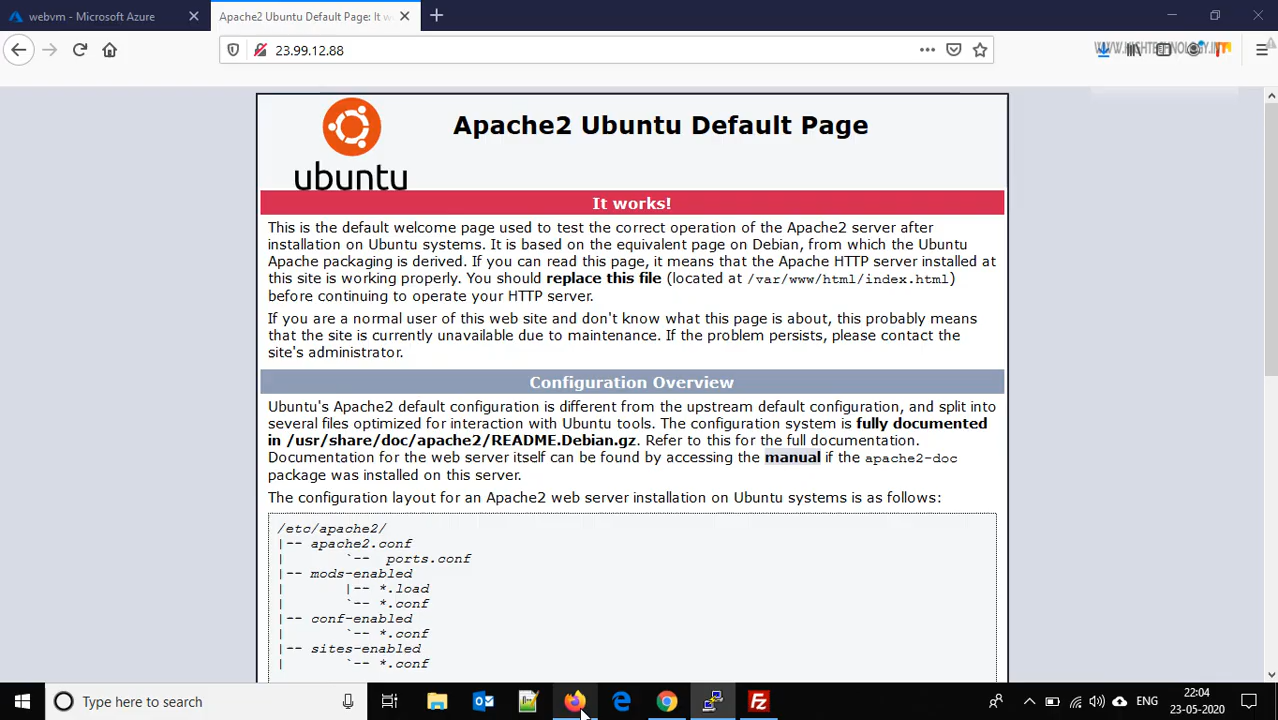 webvm - Microsoft Azure
Apache2 Ubuntu Default Page: It w
23.99.12.88
WWW.HIGHTECHNOLOGY.IN
ubuntu
Apache2 Ubuntu Default Page
It works!
This is the default welcome page used to test the correct operation of the Apache2 server after
installation on Ubuntu systems. It is based on the equivalent page on Debian, from which the Ubuntu
Apache packaging is derived. If you can read this page, it means that the Apache HTTP server installed at
this site is working properly. You should replace this file (located at /var/www/html/index.html)
before continuing to operate your HTTP server.
If you are a normal user of this web site and don't know what this page is about, this probably means
that the site is currently unavailable due to maintenance. If the problem persists, please contact the
site's administrator.
Configuration Overview
Ubuntu's Apache2 default configuration is different from the upstream default configuration, and split into
several files optimized for interaction with Ubuntu tools. The configuration system is fully documented
in /usr/share/doc/apache2/README.Debian.gz. Refer to this for the full documentation.
Documentation for the web server itself can be found by accessing the manual if the apache2-doc
package was installed on this server.
The configuration layout for an Apache2 web server installation on Ubuntu systems is as follows:
/etc/apache2/
|-- apache2.conf
|       `--  ports.conf
|-- mods-enabled
|       |-- *.load
|       `-- *.conf
|-- conf-enabled
|       `-- *.conf
|-- sites-enabled
|       `-- *.conf
Type here to search
ENG
22:04
23-05-2020